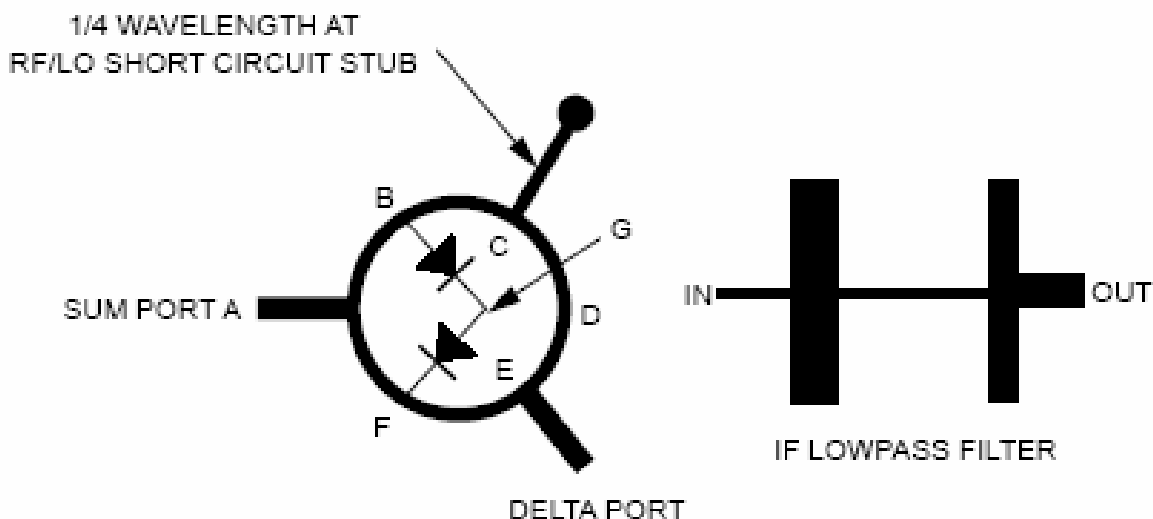 1/4 WAVELENGTH AT
RF/LO SHORT CIRCUIT STUB
B
C
G
SUM PORT A
D
E
F
DELTA PORT
IN
OUT
IF LOWPASS FILTER